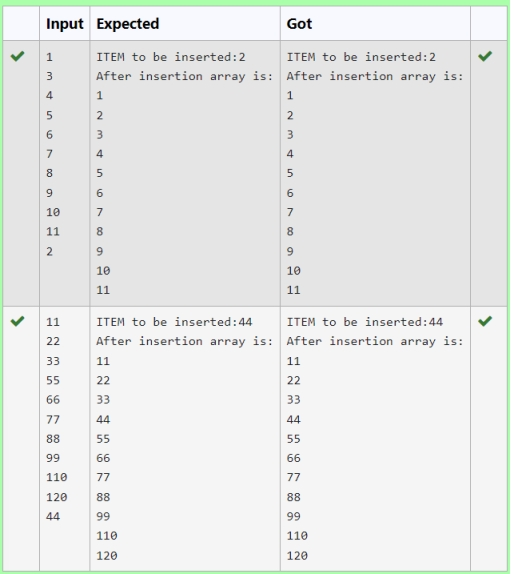 Input Expected Got
1 ITEM to be inserted:2 ITEM to be inserted:2
3 After insertion array is: After insertion array is:
4 1 1
5 2 2
6 3 3
7 4 4
8 5 5
9 6 6
10 7 7
11 8 8
2 9 9
10 10
11 11
11 ITEM to be inserted:44 ITEM to be inserted:44
22 After insertion array is: After insertion array is:
33 11 11
55 22 22
66 33 33
77 44 44
88 55 55
99 66 66
110 77 77
120 88 88
44 99 99
110 110
120 120